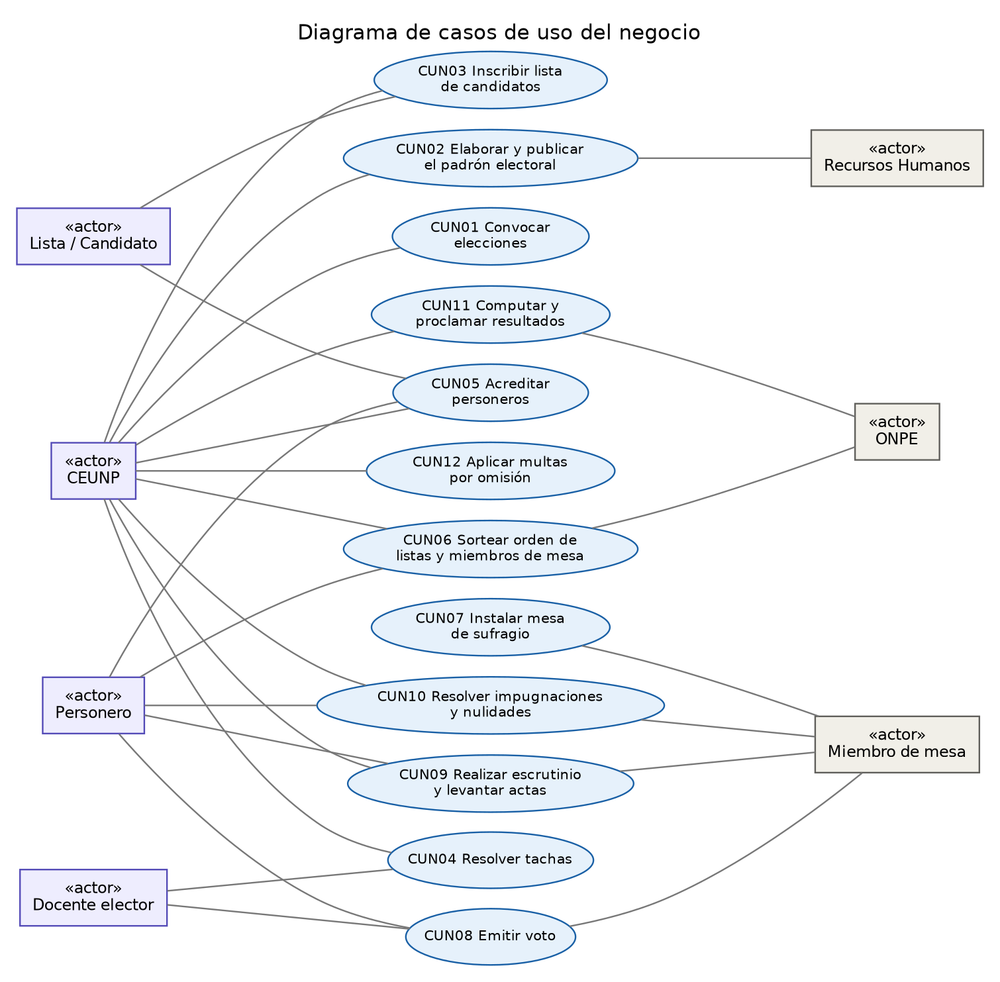 Diagrama de casos de uso del negocio
CUN03 Inscribir lista
de candidatos
CUN02 Elaborar y publicar
el padrón electoral
«actor»
Recursos Humanos
«actor»
Lista / Candidato
CUN01 Convocar
elecciones
CUN11 Computar y
proclamar resultados
CUN05 Acreditar
personeros
«actor»
ONPE
«actor»
CEUNP
CUN12 Aplicar multas
por omisión
CUN06 Sortear orden de
listas y miembros de mesa
CUN07 Instalar mesa
de sufragio
«actor»
Personero
CUN10 Resolver impugnaciones
y nulidades
«actor»
Miembro de mesa
CUN09 Realizar escrutinio
y levantar actas
CUN04 Resolver tachas
«actor»
Docente elector
CUN08 Emitir voto